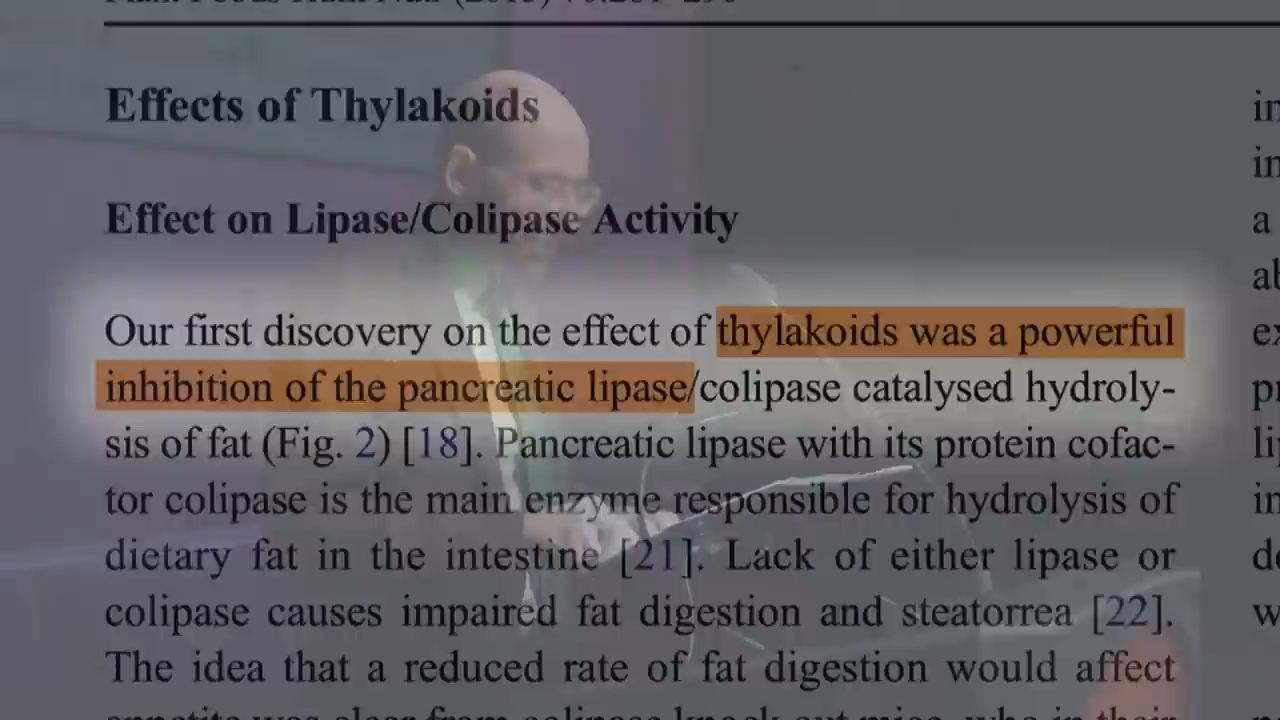 Effects of Thylakoids
Effect on Lipase/Colipase Activity
Our first discovery on the effect of thylakoids was a powerful
inhibition of the pancreatic lipase/colipase catalysed hydroly-
sis of fat (Fig. 2) [18]. Pancreatic lipase with its protein cofac-
tor colipase is the main enzyme responsible for hydrolysis of
dietary fat in the intestine [21]. Lack of either lipase or
colipase causes impaired fat digestion and steatorrea [22].
The idea that a reduced rate of fat digestion would affect